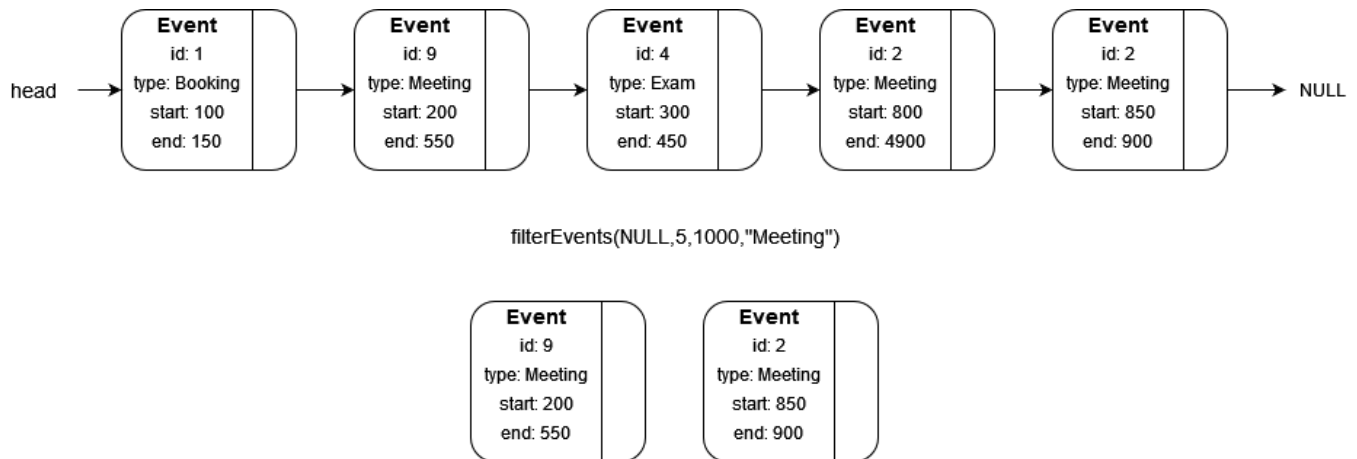 Event
id: 1
type: Booking
start: 100
end: 150
Event
id: 9
type: Meeting
start: 200
end: 550
Event
id: 4
type: Exam
start: 300
end: 450
Event
id: 2
type: Meeting
start: 800
end: 4900
Event
id: 2
type: Meeting
start: 850
end: 900
head
NULL
filterEvents(NULL,5,1000,"Meeting")
Event
id: 9
type: Meeting
start: 200
end: 550
Event
id: 2
type: Meeting
start: 850
end: 900